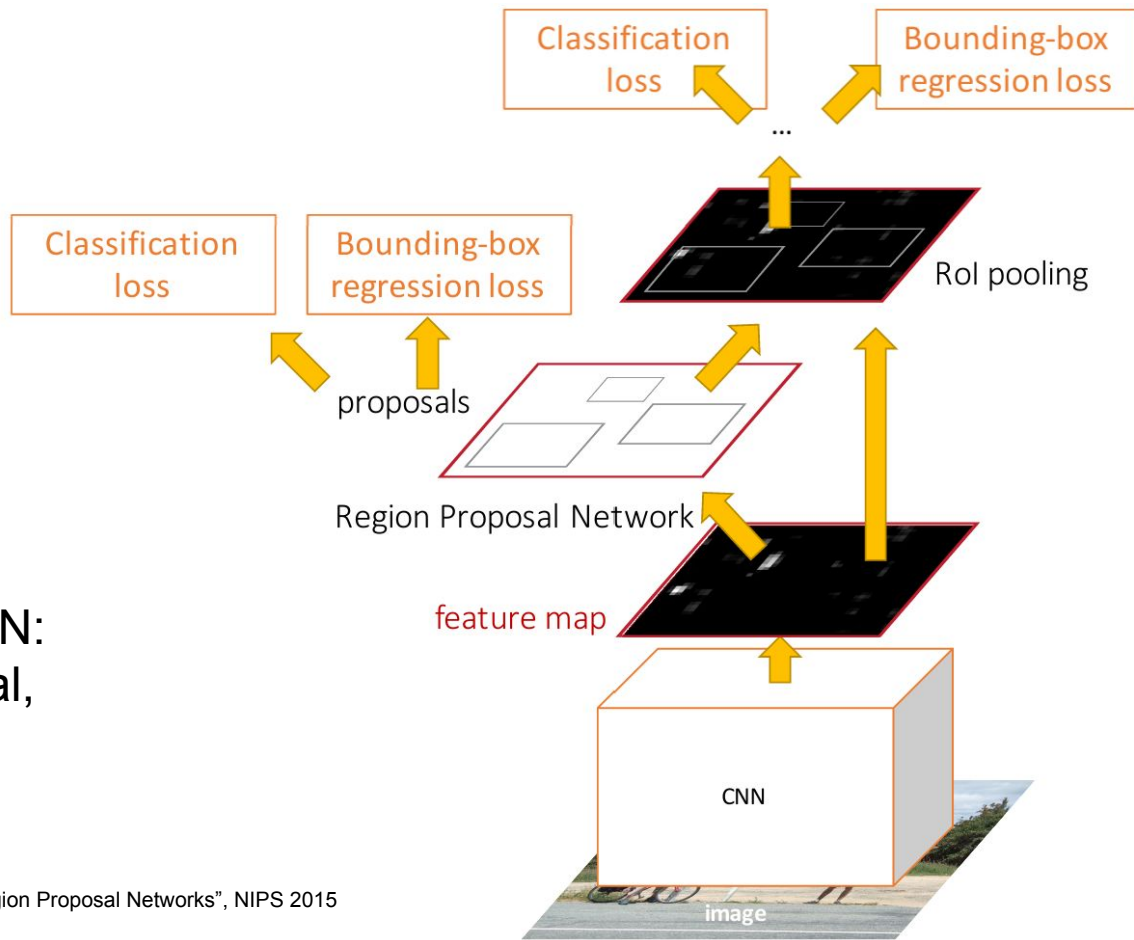 Classification
loss
Bounding-box
regression loss
...
Classification
loss
Bounding-box
regression loss
RoI pooling
proposals
Region Proposal Network
feature map
N:
al,
CNN
gion Proposal Networks”, NIPS 2015
image